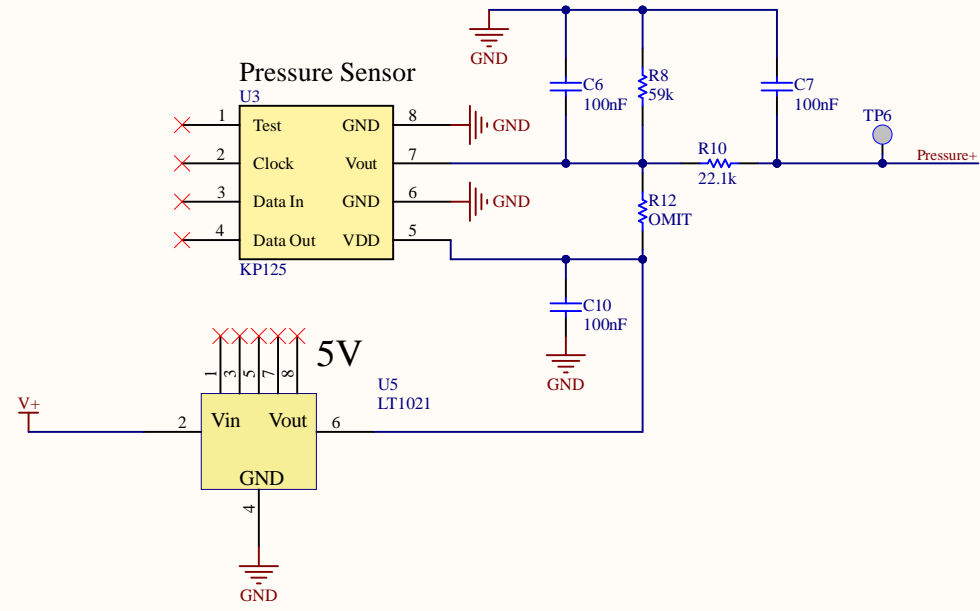 GND
Pressure Sensor
U3
C6
100nF
R8
59k
C7
100nF
TP6
1 Test GND 8 GND
2 Clock Vout 7
R10
22.1k
Pressure+
3 Data In GND 6 GND
R12
OMIT
4 Data Out VDD 5
KP125
C10
100nF
GND
5V
1 3 5 7 8
U5
LT1021
V+
2 Vin Vout 6
GND
4
GND